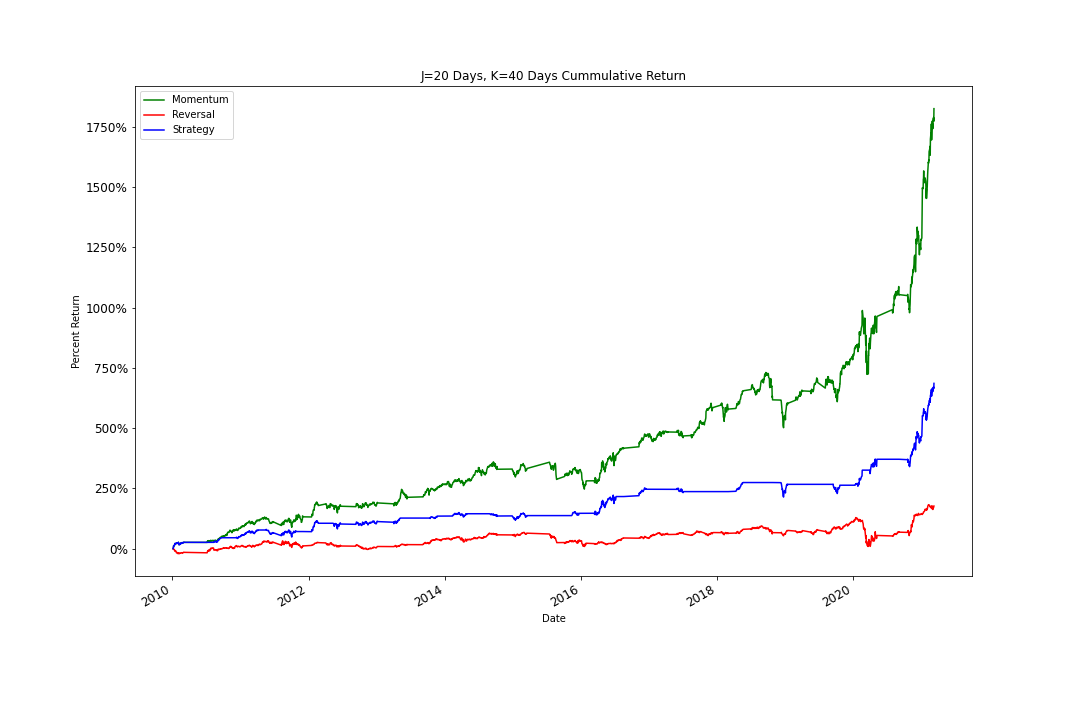 J=20 Days, K=40 Days Cummulative Return
Momentum
Reversal
Strategy
1750%
1500%
1250%
1000%
750%
500%
250%
0%
Percent Return
2010
2012
2014
2016
2018
2020
Date